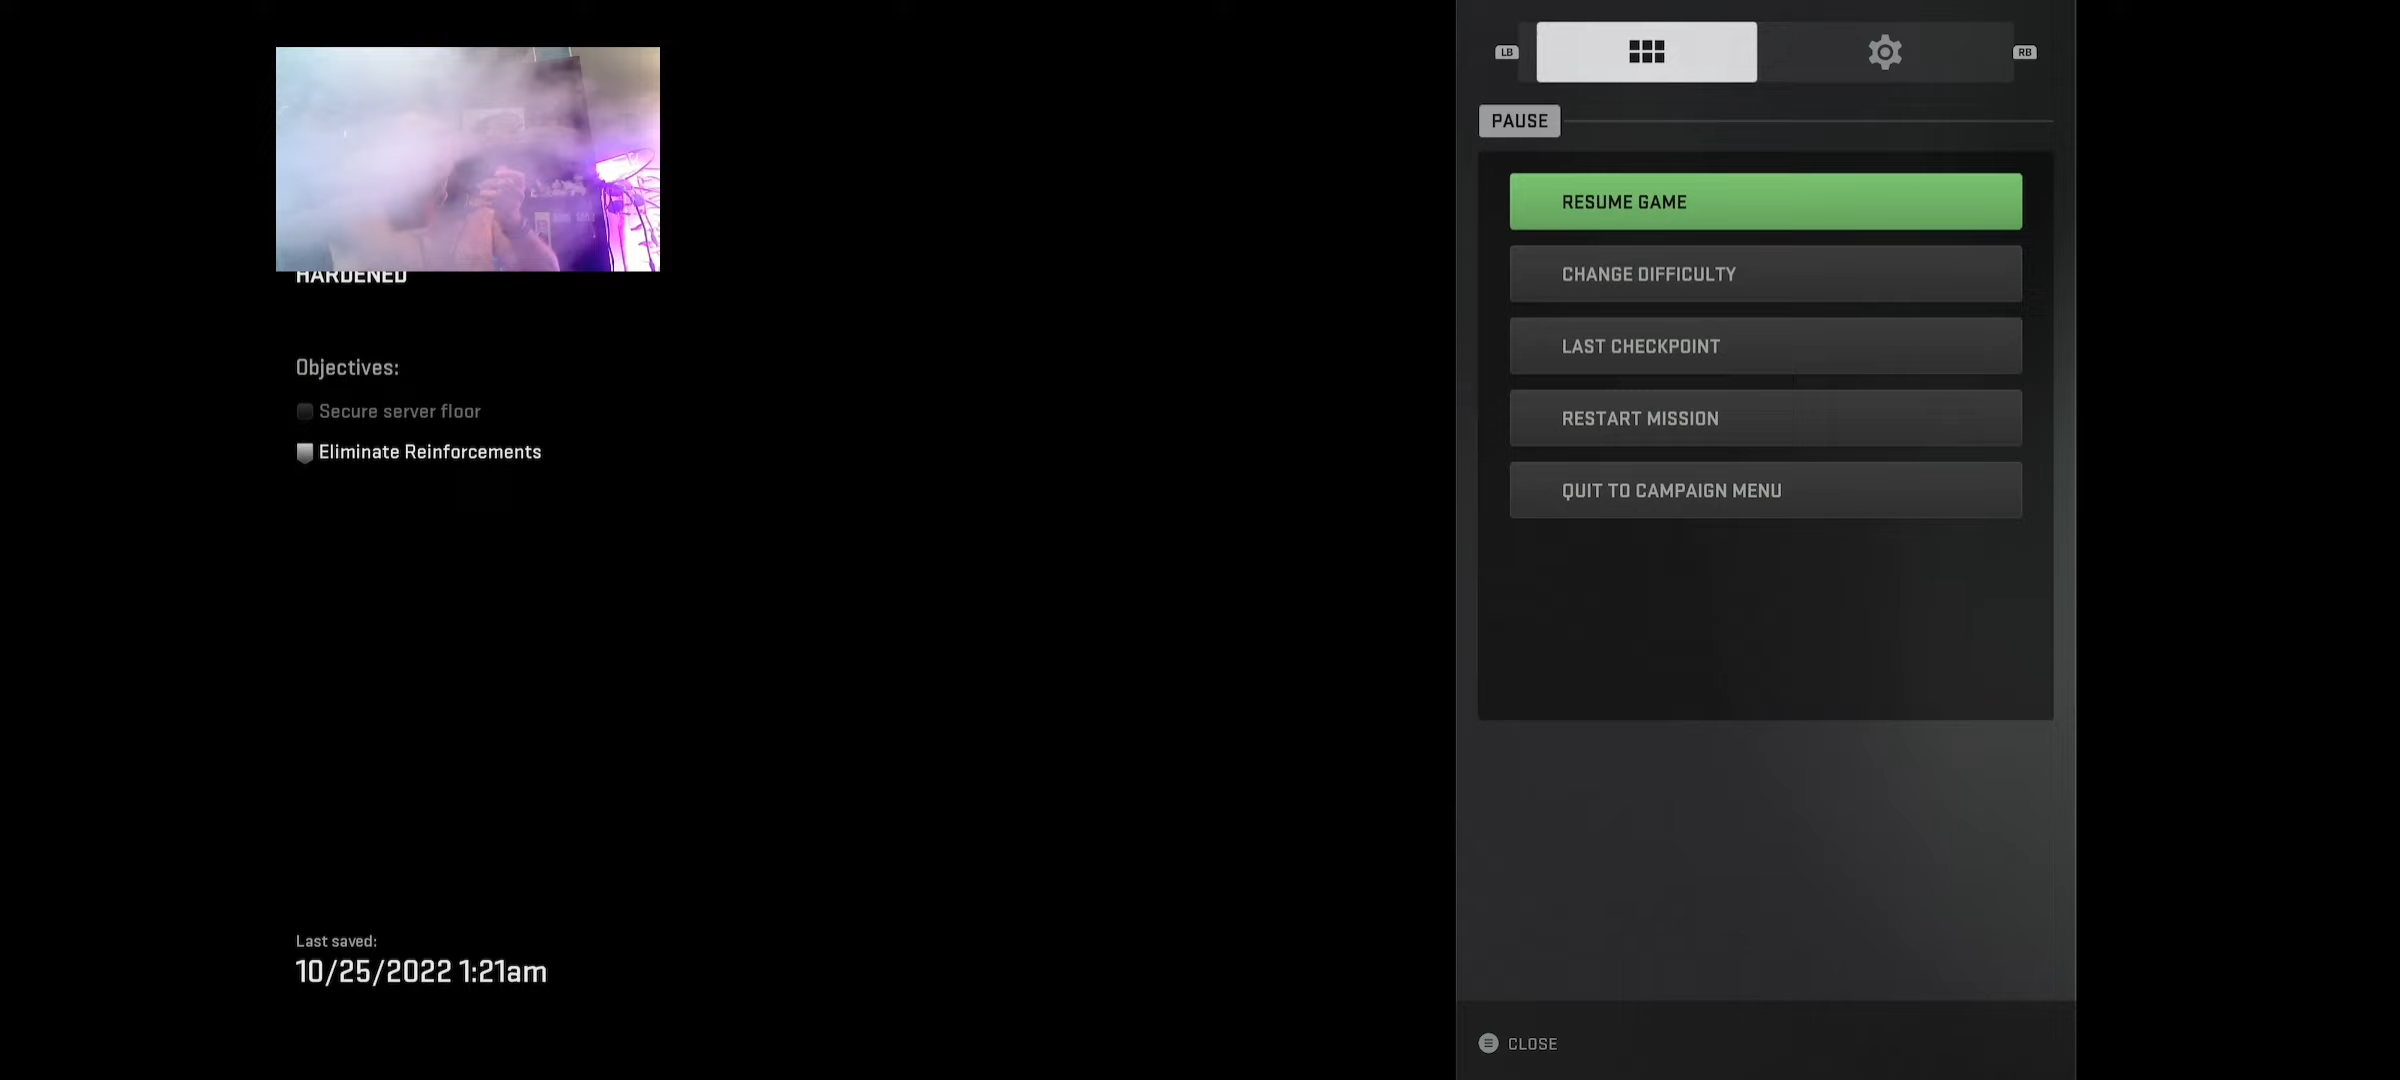 HARDENED
Objectives:
Secure server floor
Eliminate Reinforcements
Last saved:
10/25/2022 1:21am
LB
RB
PAUSE
RESUME GAME
CHANGE DIFFICULTY
LAST CHECKPOINT
RESTART MISSION
QUIT TO CAMPAIGN MENU
CLOSE